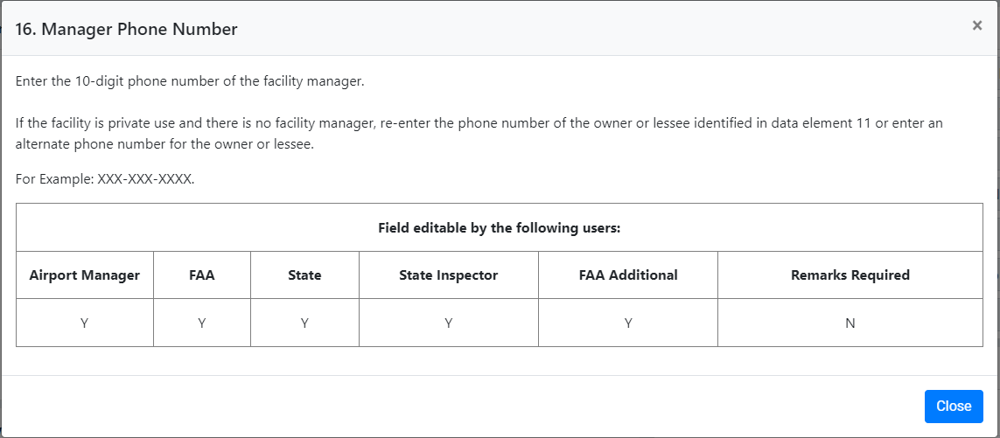 16. Manager Phone Number
×
Enter the 10-digit phone number of the facility manager.
If the facility is private use and there is no facility manager, re-enter the phone number of the owner or lessee identified in data element 11 or enter an
alternate phone number for the owner or lessee.
For Example: XXX-XXX-XXXX.
Field editable by the following users:
Airport Manager FAA State State Inspector FAA Additional Remarks Required
Y Y Y Y Y N
Close